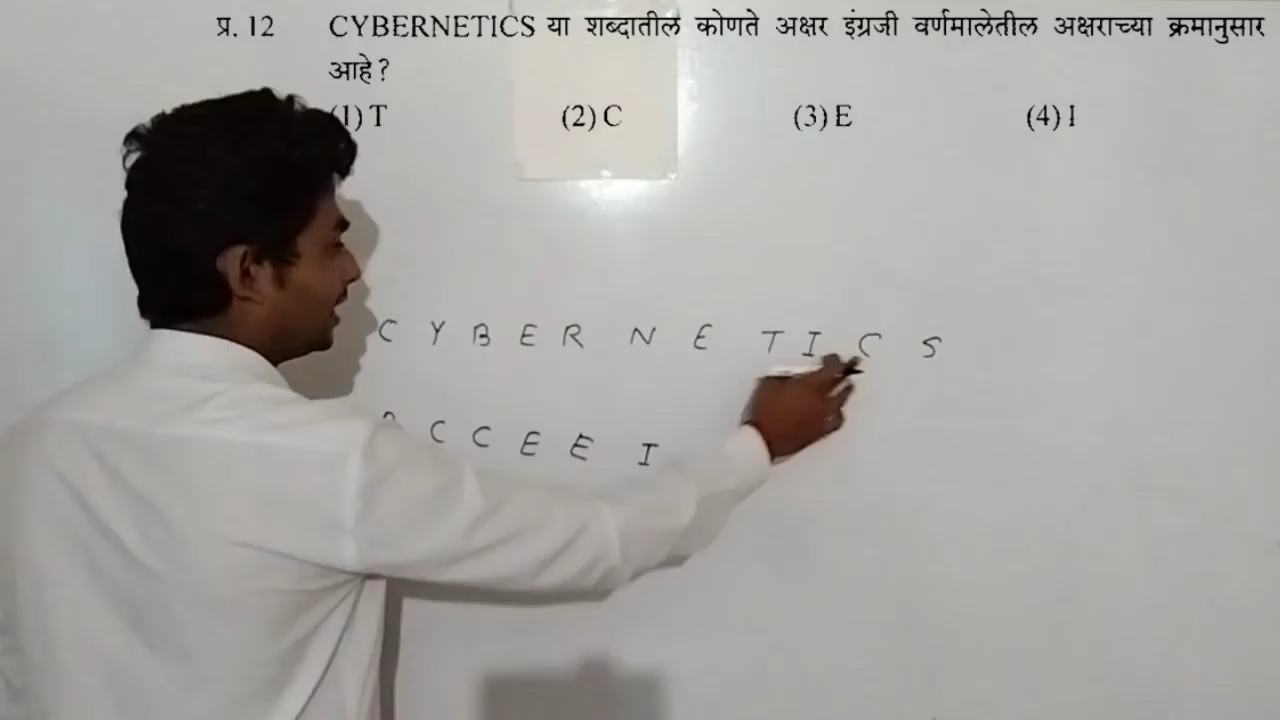 प्र. 12 CYBERNETICS या शब्दातील कोणते अक्षर इंग्रजी वर्णमालेतील अक्षराच्या क्रमानुसार
आहे ?
(1) T (2) C (3) E (4) I
C Y B E R N E T I C S
C C E E I